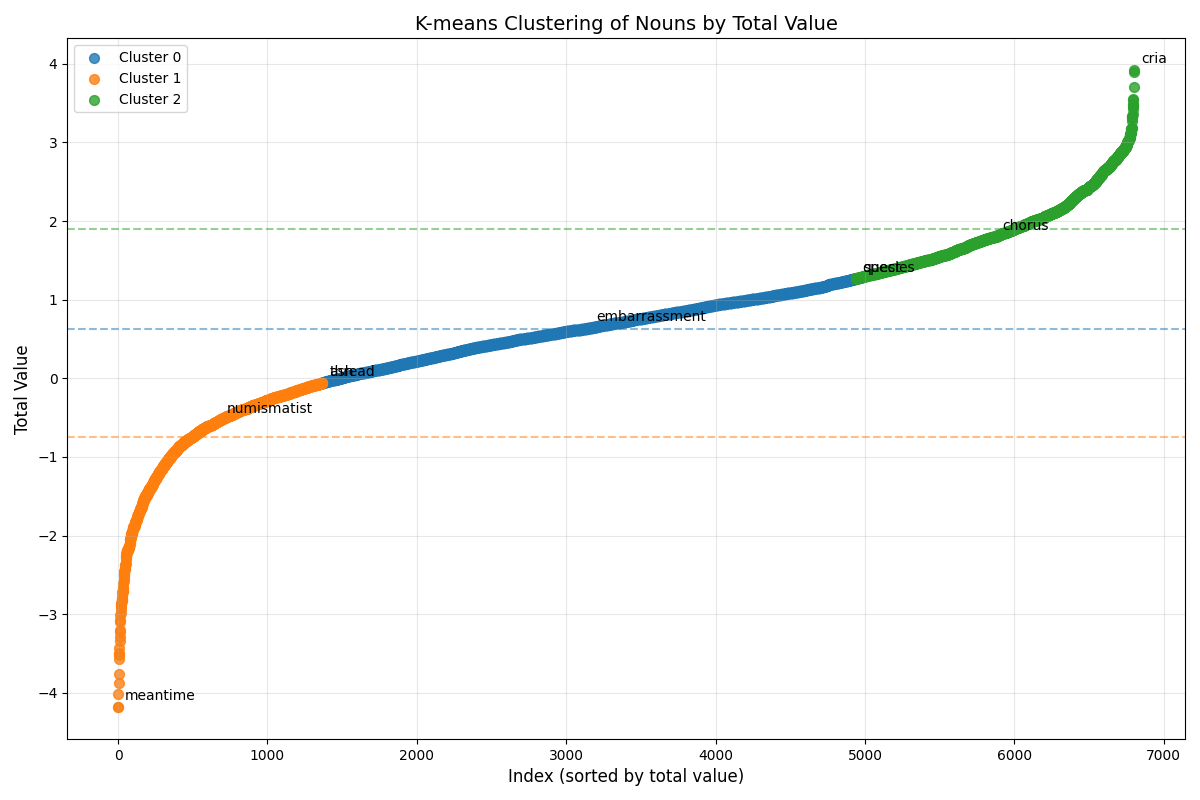 K-means Clustering of Nouns by Total Value
Cluster 0
Cluster 1
Cluster 2
Total Value
4
3
2
1
0
−1
−2
−3
−4
cria
chorus
species
embarrassment
numismatist
meantime
0
1000
2000
3000
4000
5000
6000
7000
Index (sorted by total value)